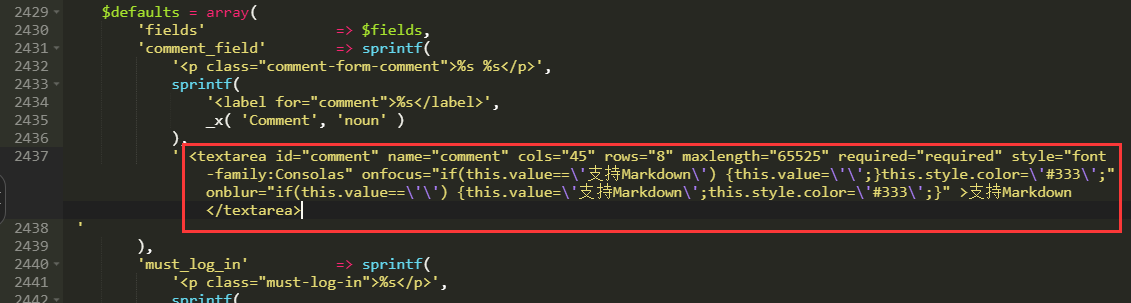 2429 $defaults = array(
2430 'fields' => $fields,
2431 'comment_field' => sprintf(
2432 '<p class="comment-form-comment">%s %s</p>',
2433 sprintf(
2434 '<label for="comment">%s</label>',
2435 _x( 'Comment', 'noun' )
2436 ),
2437 ' <textarea id="comment" name="comment" cols="45" rows="8" maxlength="65525" required="required" style="font
-family:Consolas" onfocus="if(this.value==\'支持Markdown\') {this.value=\'\';}this.style.color=\'#333\';"
onblur="if(this.value==\'\') {this.value=\'支持Markdown\';this.style.color=\'#333\';}" >支持Markdown
</textarea>
2438 '
2439 ),
2440 'must_log_in' => sprintf(
2441 '<p class="must-log-in">%s</p>',
2442 sprintf(